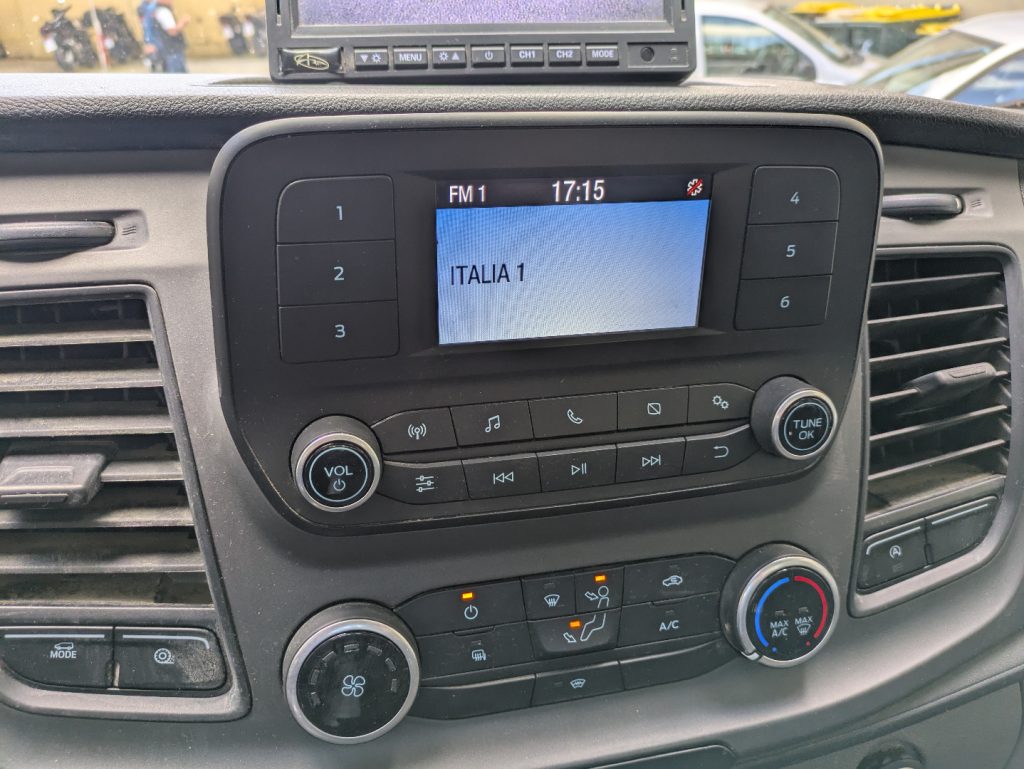 MENU
CH1
CH2
MODE
FM 1
17:15
ITALIA 1
1
2
3
4
5
6
VOL
TUNE
OK
MODE
A/C
MAX
A/C
MAX